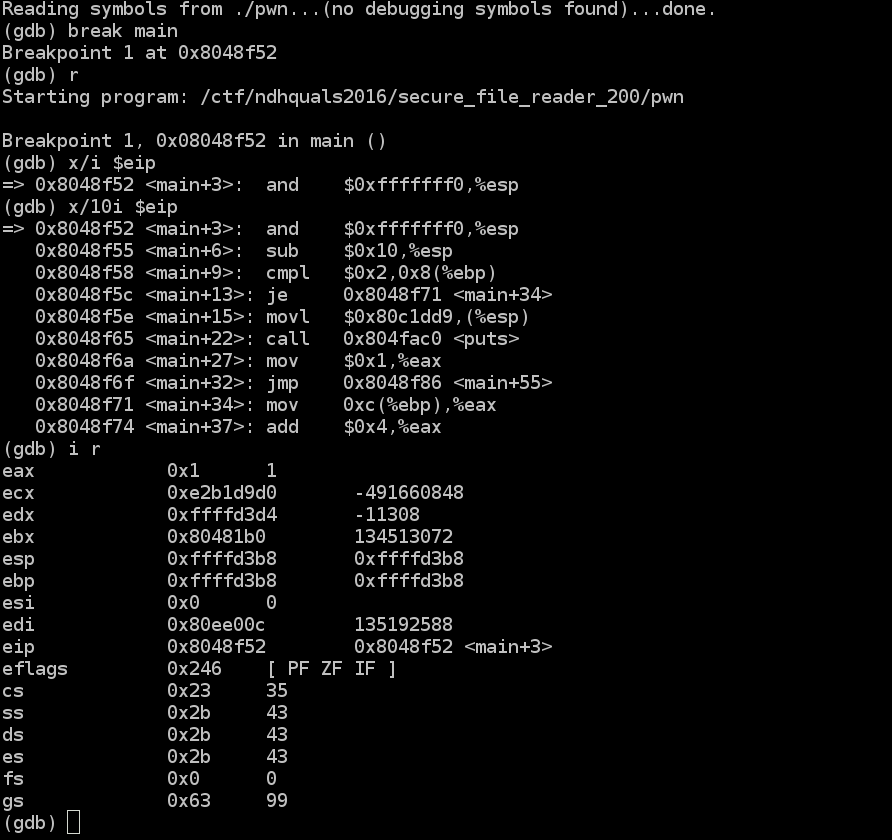 Reading symbols from ./pwn...(no debugging symbols found)...done.
(gdb) break main
Breakpoint 1 at 0x8048f52
(gdb) r
Starting program: /ctf/ndhquals2016/secure_file_reader_200/pwn

Breakpoint 1, 0x08048f52 in main ()
(gdb) x/i $eip
=> 0x8048f52 <main+3>:  and    $0xfffffff0,%esp
(gdb) x/10i $eip
=> 0x8048f52 <main+3>:  and    $0xfffffff0,%esp
   0x8048f55 <main+6>:  sub    $0x10,%esp
   0x8048f58 <main+9>:  cmpl   $0x2,0x8(%ebp)
   0x8048f5c <main+13>: je     0x8048f71 <main+34>
   0x8048f5e <main+15>: movl   $0x80c1dd9,(%esp)
   0x8048f65 <main+22>: call   0x804fac0 <puts>
   0x8048f6a <main+27>: mov    $0x1,%eax
   0x8048f6f <main+32>: jmp    0x8048f86 <main+55>
   0x8048f71 <main+34>: mov    0xc(%ebp),%eax
   0x8048f74 <main+37>: add    $0x4,%eax
(gdb) i r
eax            0x1      1
ecx            0xe2b1d9d0       -491660848
edx            0xffffd3d4       -11308
ebx            0x80481b0        134513072
esp            0xffffd3b8       0xffffd3b8
ebp            0xffffd3b8       0xffffd3b8
esi            0x0      0
edi            0x80ee00c        135192588
eip            0x8048f52        0x8048f52 <main+3>
eflags         0x246    [ PF ZF IF ]
cs             0x23     35
ss             0x2b     43
ds             0x2b     43
es             0x2b     43
fs             0x0      0
gs             0x63     99
(gdb)